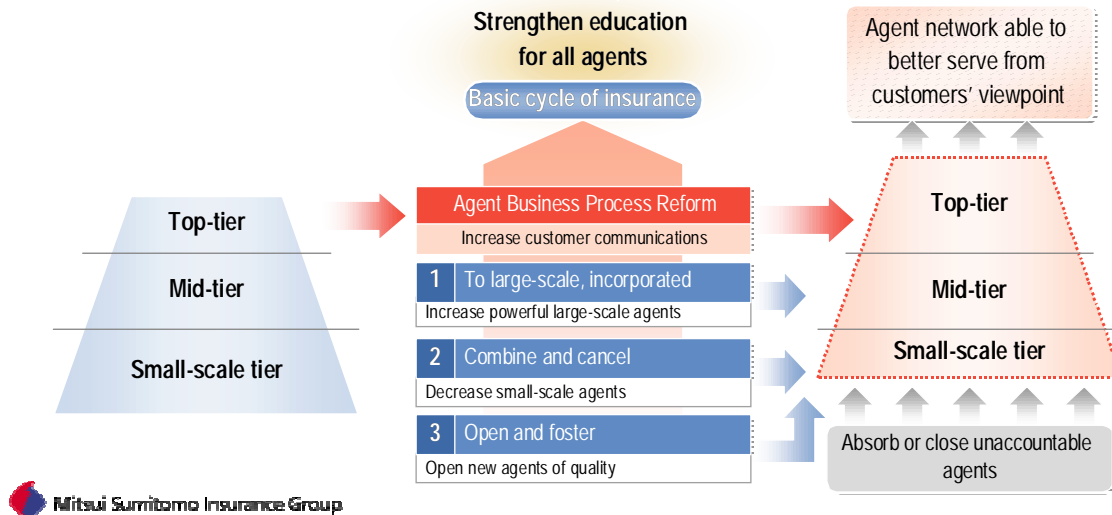 Strengthen education
for all agents
Basic cycle of insurance
Agent network able to
better serve from
customers' viewpoint
Top-tier
Mid-tier
Small-scale tier
Agent Business Process Reform
Increase customer communications
1 To large-scale, incorporated
Increase powerful large-scale agents
2 Combine and cancel
Decrease small-scale agents
3 Open and foster
Open new agents of quality
Top-tier
Mid-tier
Small-scale tier
Absorb or close unaccountable
agents
Mitsui Sumitomo Insurance Group